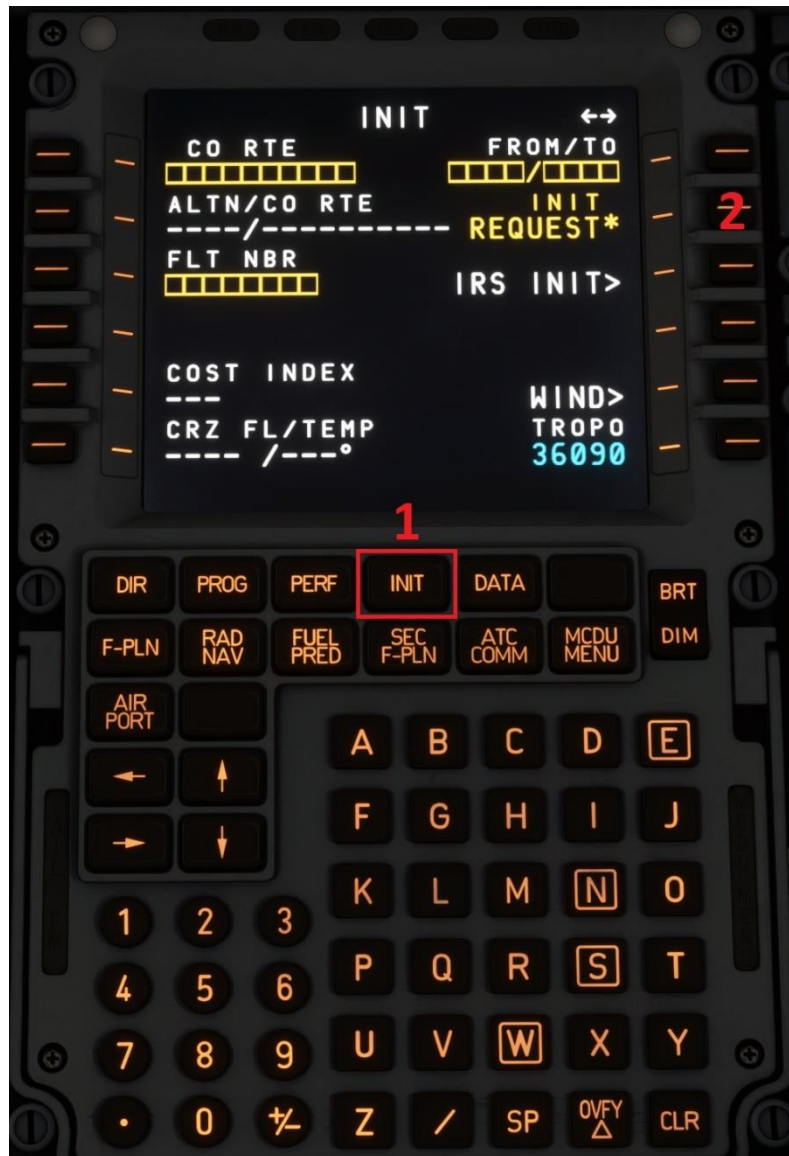 INIT ↔
CO RTE FROM/TO
□□□□□□□□□□ □□□□/□□□□
ALTN/CO RTE INIT
----/---------- REQUEST*
FLT NBR
□□□□□□□□ IRS INIT>
COST INDEX
--- WIND>
CRZ FL/TEMP TROPO
---- /---° 36090
2
1
DIR PROG PERF INIT DATA BRT
F-PLN RAD NAV FUEL PRED SEC F-PLN ATC COMM MCDU MENU DIM
AIR PORT
← ↑
→ ↓
A B C D E
F G H I J
K L M N O
1 2 3
P Q R S T
4 5 6
U V W X Y
7 8 9
Z / SP OVFY △ CLR
. 0 +/-